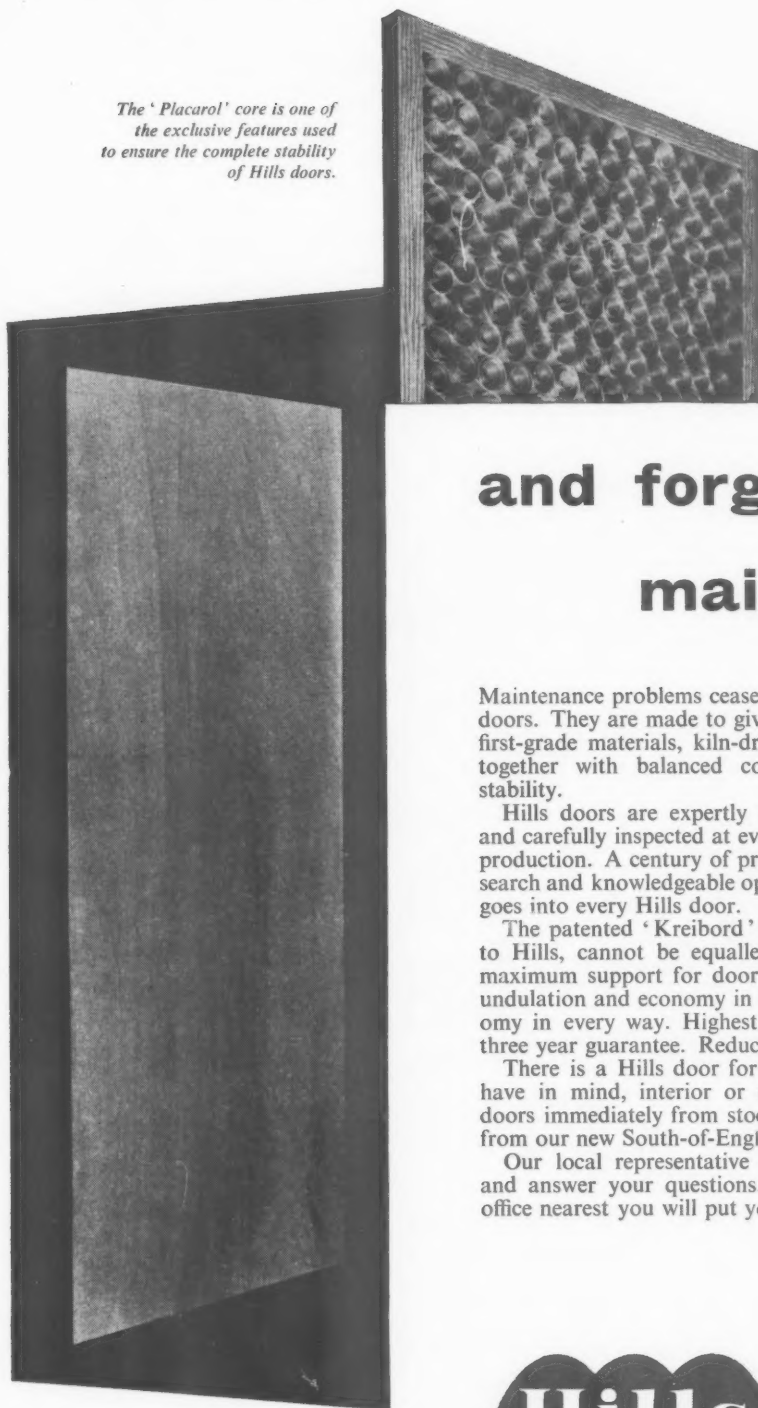 The ‘ Placarol’ core is one of
the exclusive features used
to ensure the complete stability
of Hills doors.
and forg
mai
Maintenance problems cease
doors. They are made to giv
first-grade materials, kiln-dr
together with balanced co
stability.
Hills doors are expertly
and carefully inspected at ev
production. A century of pr
search and knowledgeable op
goes into every Hills door.
The patented ‘ Kreibord’
to Hills, cannot be equalle
maximum support for door
undulation and economy in
omy in every way. Highest
three year guarantee. Reduc
There is a Hills door for
have in mind, interior or
doors immediately from stoc
from our new South-of-Engl
Our local representative
and answer your questions
office nearest you will put yo
Hills